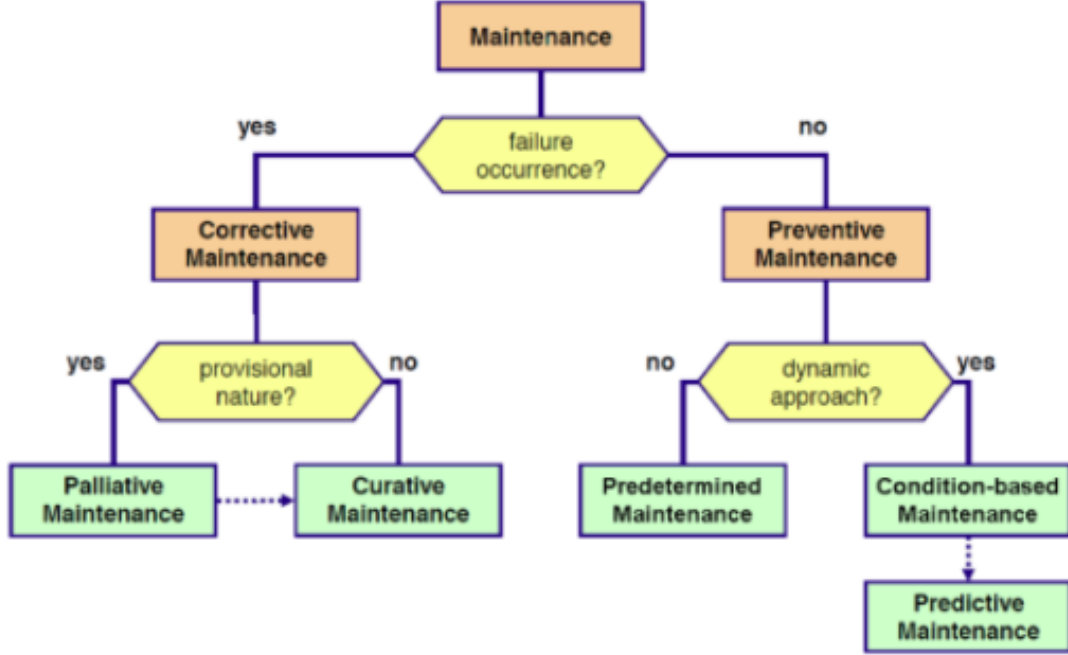 Maintenance
yes
failure
occurrence?
no
Corrective
Maintenance
Preventive
Maintenance
yes
provisional
nature?
no
no
dynamic
approach?
yes
Palliative
Maintenance
Curative
Maintenance
Predetermined
Maintenance
Condition-based
Maintenance
Predictive
Maintenance